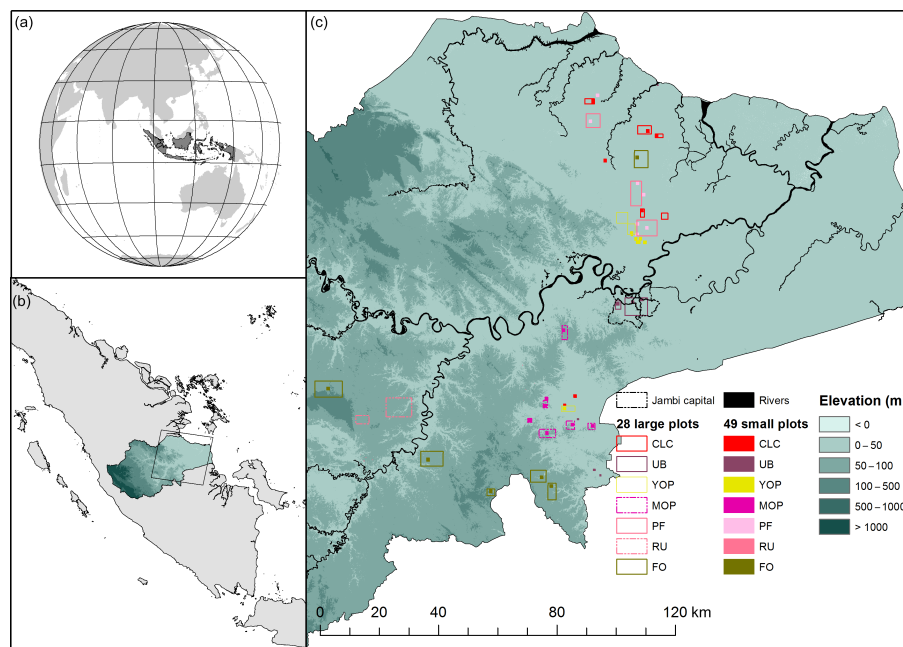 (a)
(b)
(c)
Jambi capital
Rivers
Elevation (m
28 large plots
49 small plots
CLC
CLC
UB
UB
YOP
YOP
MOP
MOP
PF
PF
RU
RU
FO
FO
< 0
0 – 50
50 – 100
100 – 500
500 – 1000
> 1000
0 20 40 80 120 km